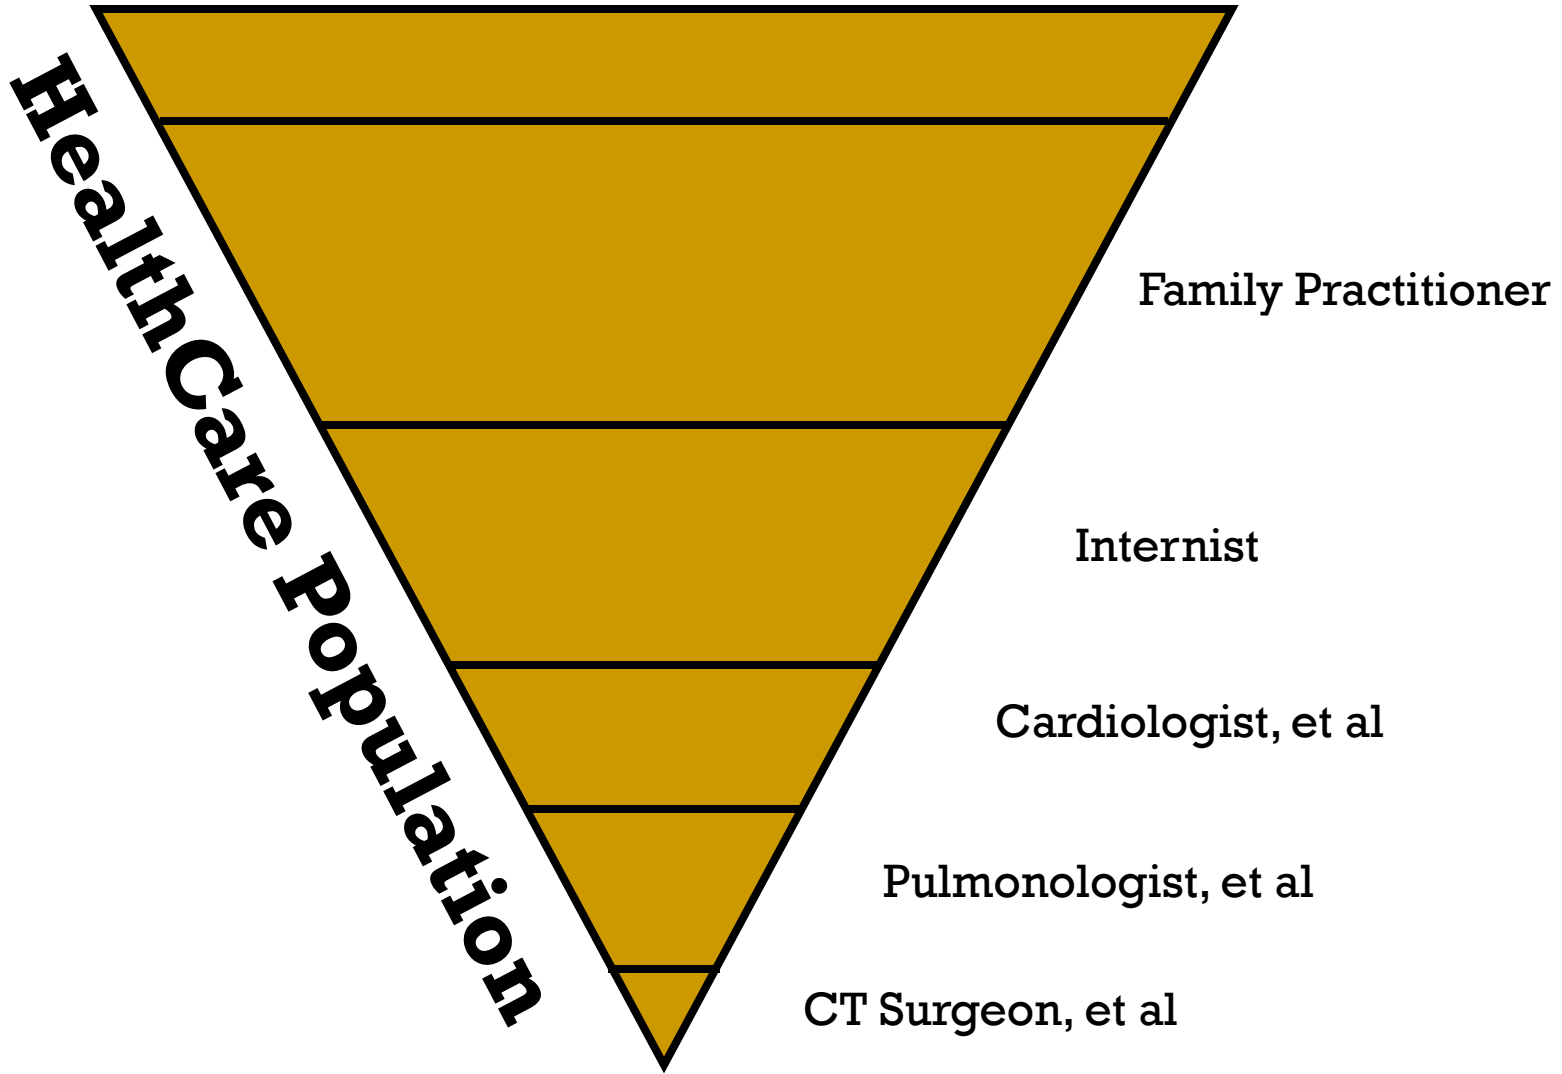 HealthCare Population
Family Practitioner
Internist
Cardiologist, et al
Pulmonologist, et al
CT Surgeon, et al